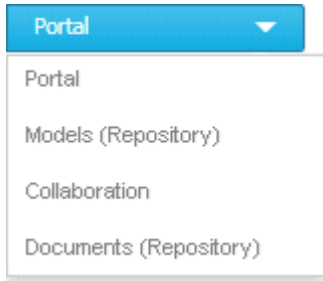 Portal
Portal
Models (Repository)
Collaboration
Documents (Repository)